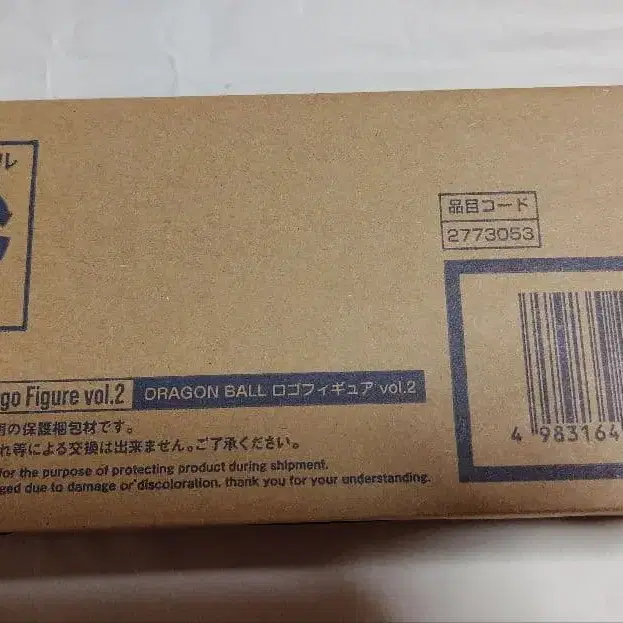 ル
品目コード
2773053
go Figure vol.2 DRAGON BALL ロゴフィギュア vol.2
の保護梱包材です。
れ等による交換は出来ません。ご了承ください。
for the purpose of protecting product during shipment.
ged due to damage or discoloration. thank you for your understanding.
4 983164